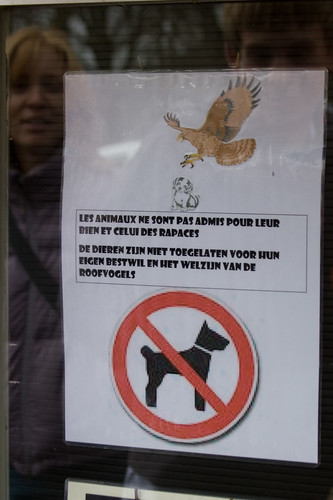 LES ANIMAUX NE SONT PAS ADMIS POUR LEUR
BIEN ET CELUI DES RAPACES
DE DIEREN ZIJN NIET TOEGELATEN VOOR HUN
EIGEN BESTWIL EN HET WELZIJN VAN DE
ROOFVOGELS